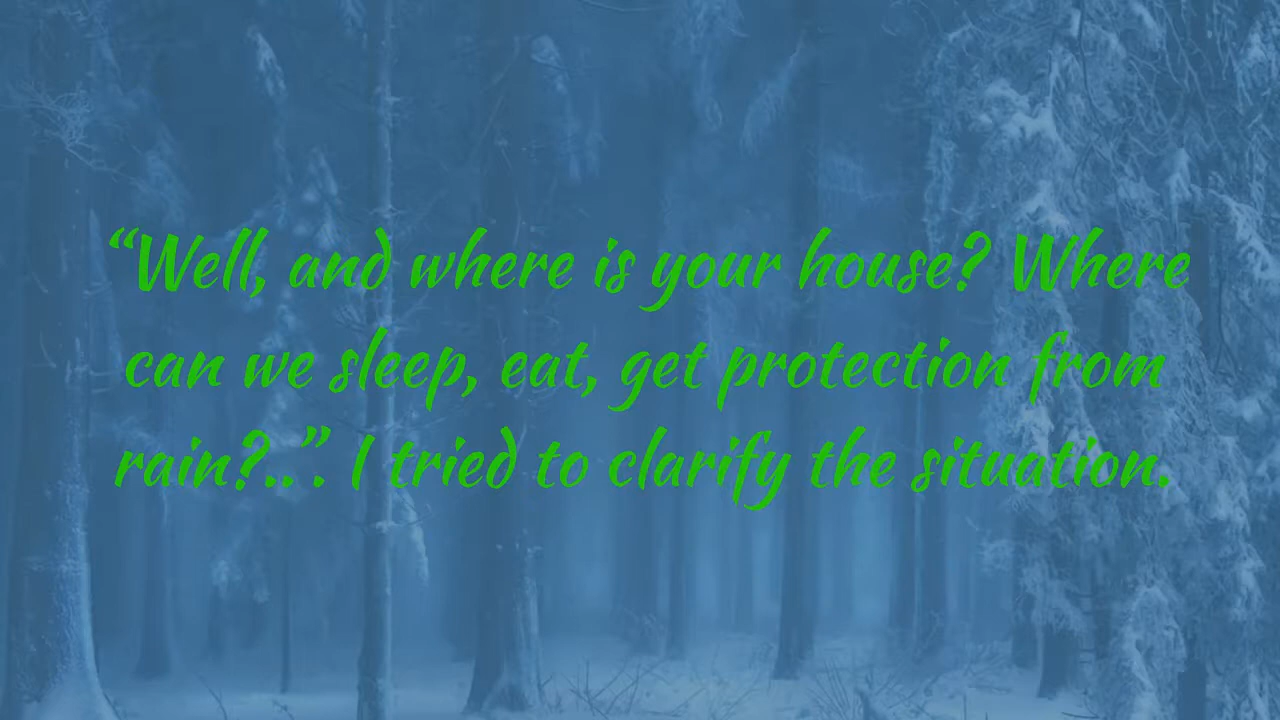 “Well, and where is your house? Where
can we sleep, eat, get protection from
rain?..”. I tried to clarify the situation.